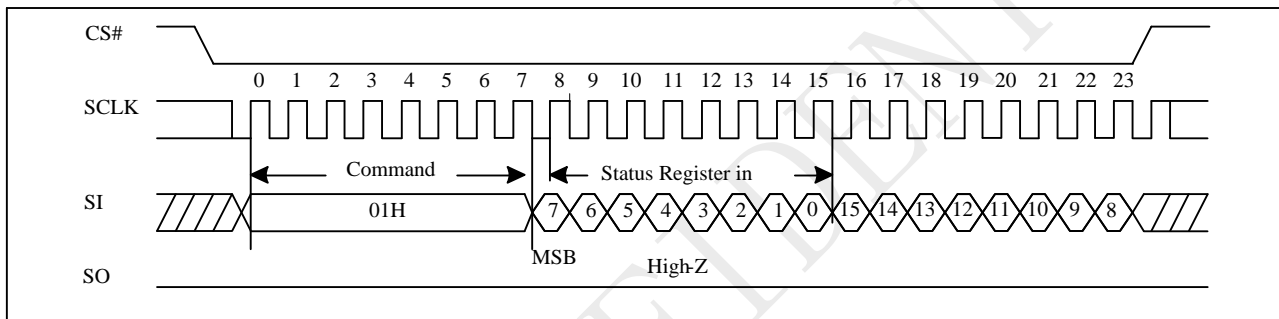 CS#
0 1 2 3 4 5 6 7 8 9 10 11 12 13 14 15 16 17 18 19 20 21 22 23
SCLK
Command Status Register in
SI 01H 7 6 5 4 3 2 1 0 15 14 13 12 11 10 9 8
MSB High-Z
SO